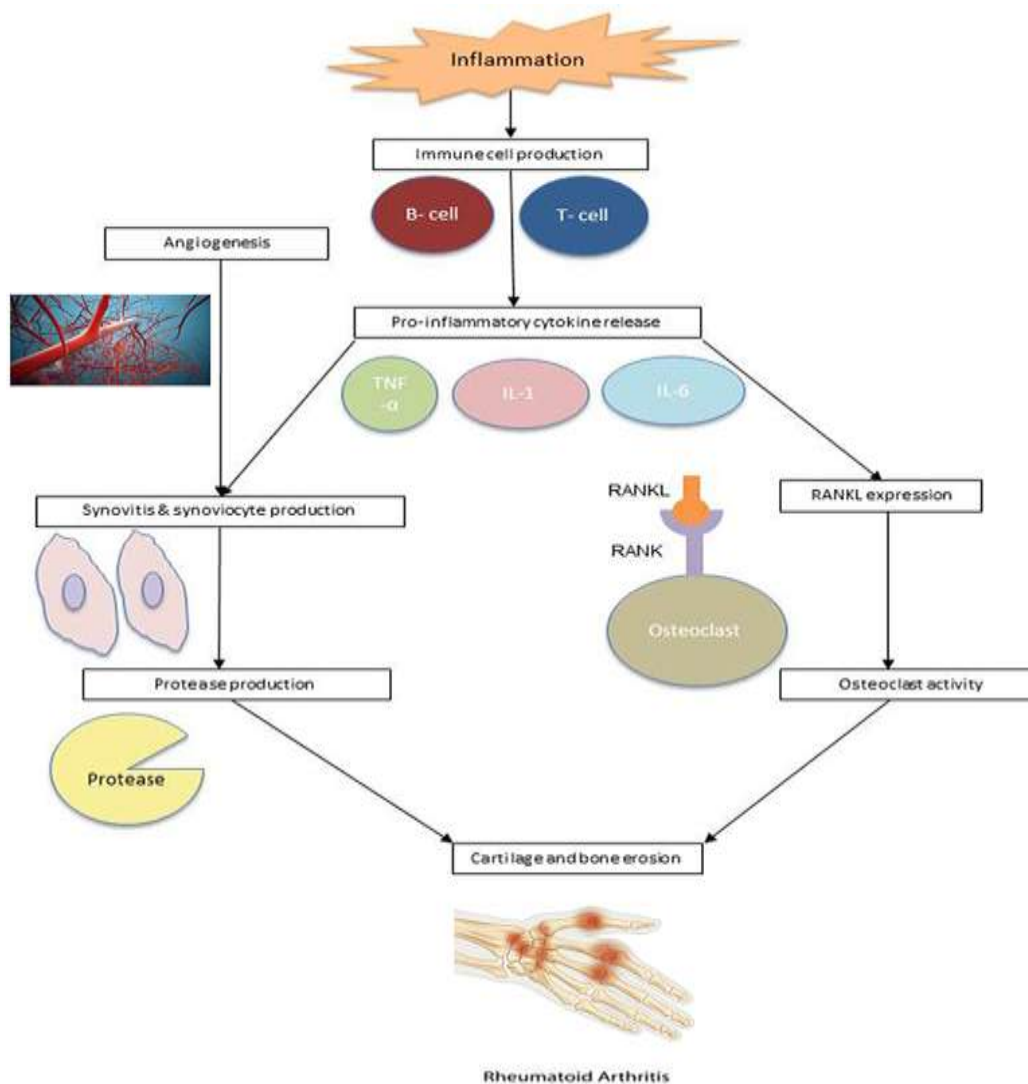 Inflammation
Immune cell production
B- cell
T- cell
Angiogenesis
Pro-inflammatory cytokine release
TNF
-α
IL-1
IL-6
RANKL
RANKL expression
Synovitis & synoviocyte production
RANK
Osteoclast
Protease production
Osteoclast activity
Protease
Cartilage and bone erosion
Rheumatoid Arthritis